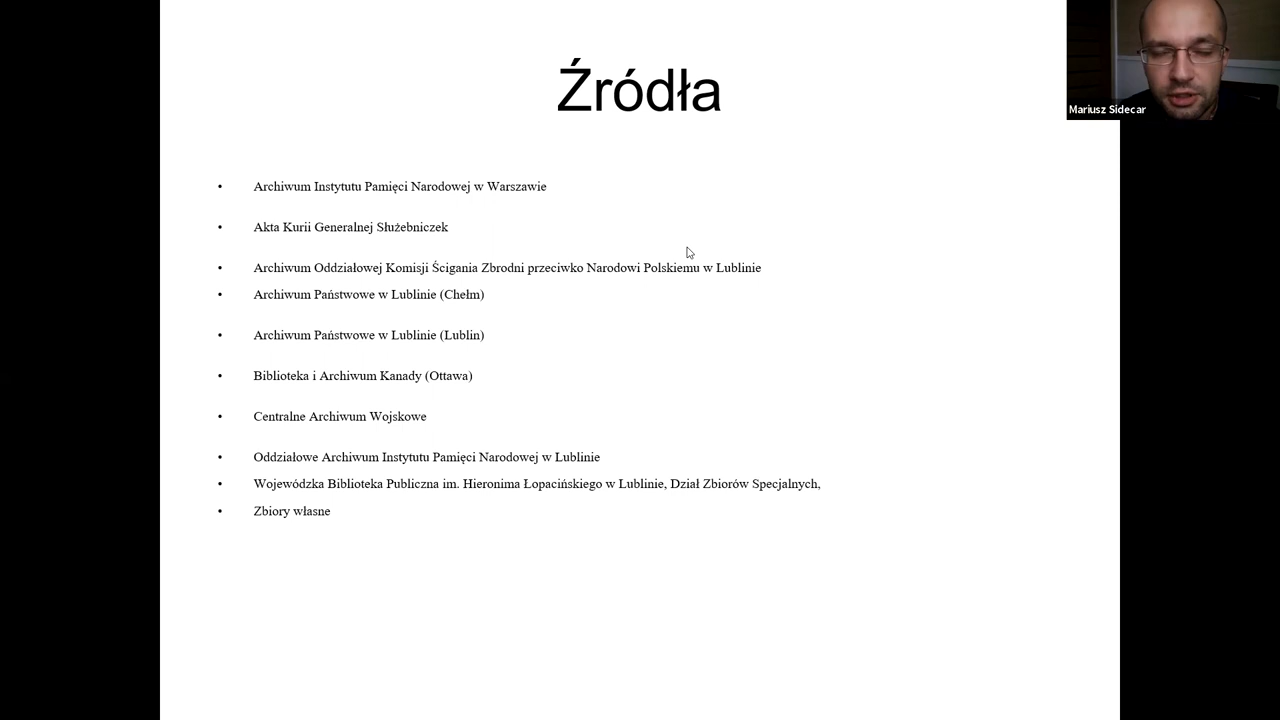 Źródła
Mariusz Sidecar
• Archiwum Instytutu Pamięci Narodowej w Warszawie
• Akta Kurii Generalnej Służebniczek
• Archiwum Oddziałowej Komisji Ścigania Zbrodni przeciwko Narodowi Polskiemu w Lublinie
• Archiwum Państwowe w Lublinie (Chełm)
• Archiwum Państwowe w Lublinie (Lublin)
• Biblioteka i Archiwum Kanady (Ottawa)
• Centralne Archiwum Wojskowe
• Oddziałowe Archiwum Instytutu Pamięci Narodowej w Lublinie
• Wojewódzka Biblioteka Publiczna im. Hieronima Łopacińskiego w Lublinie, Dział Zbiorów Specjalnych,
• Zbiory własne